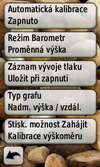 Automatická kalibrace
Zapnuto
Režim Barometr
Proměnná výška
Záznam vývoje tlaku
Uložit při zapnutí
Typ grafu
Nadm. výška / vzdál.
Stisk. možnost Zahájit
Kalibrace výškoměru